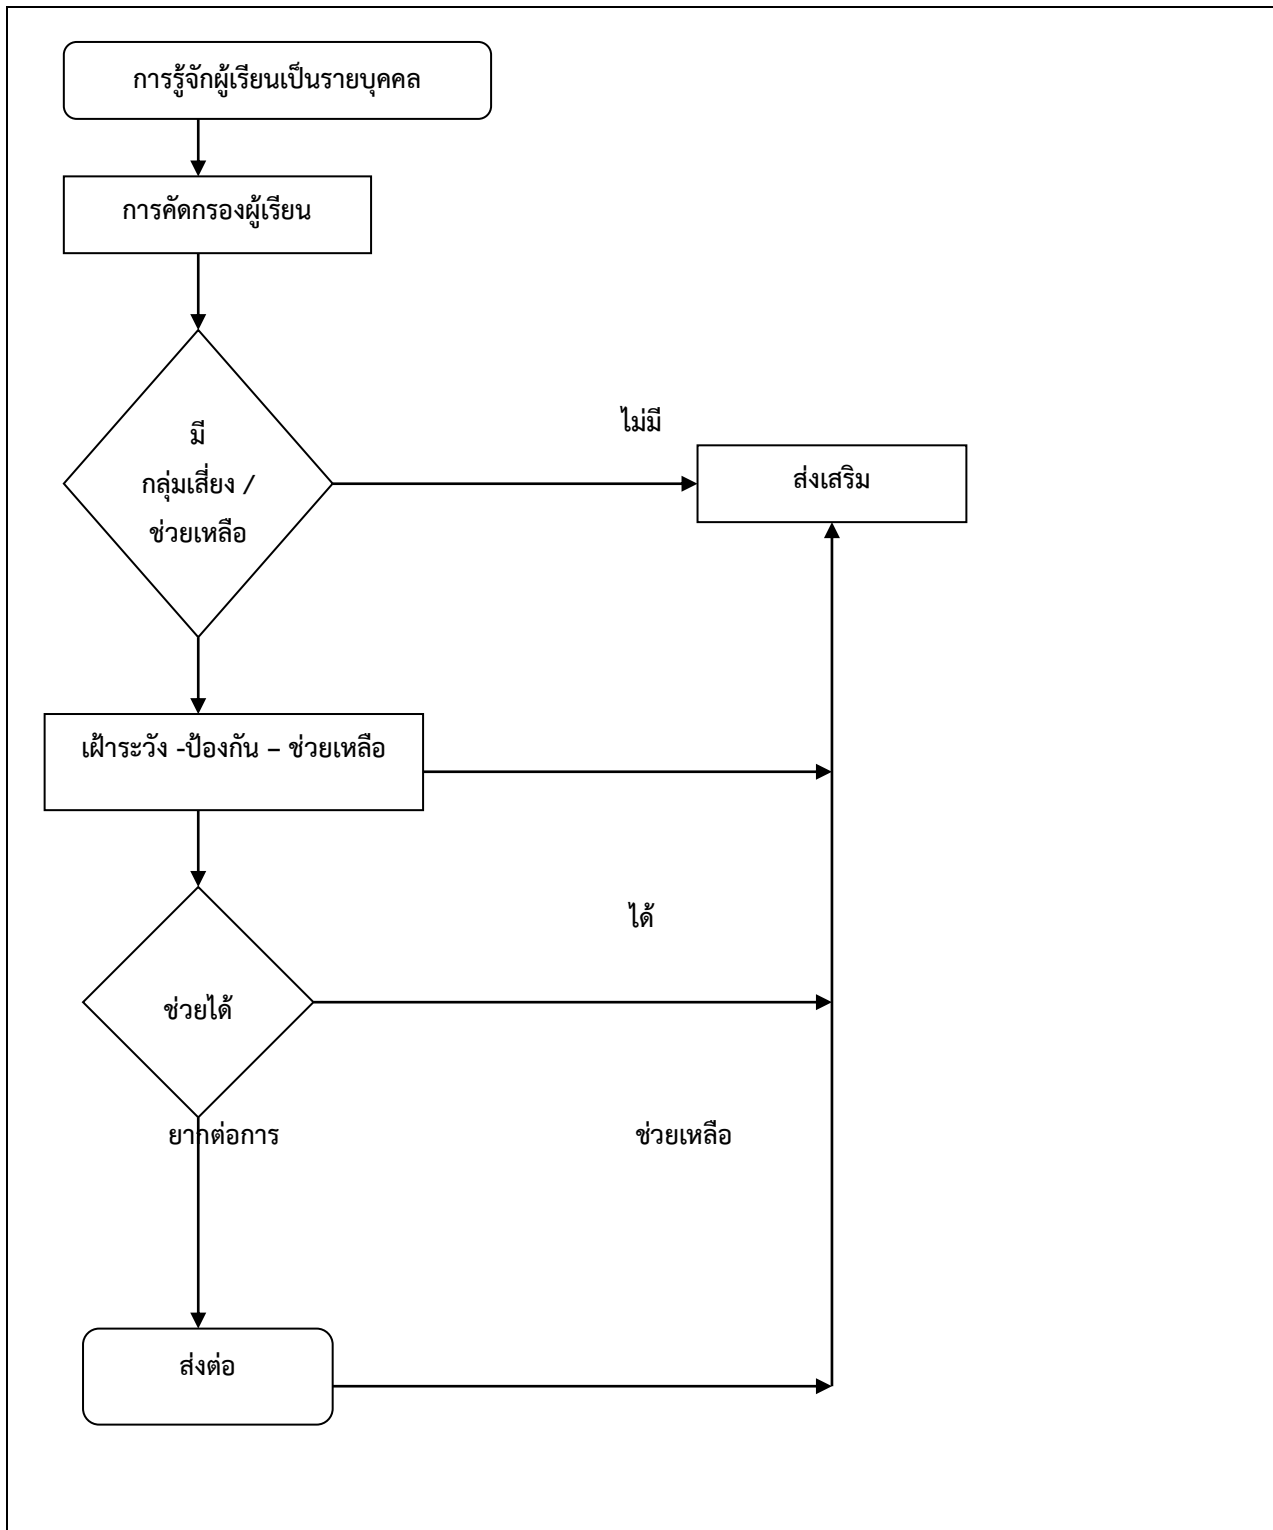 การรู้จักผู้เรียนเป็นรายบุคคล
การคัดกรองผู้เรียน
ไม่มี
มี
กลุ่มเสี่ยง /
ช่วยเหลือ
ส่งเสริม
เฝ้าระวัง -ป้องกัน – ช่วยเหลือ
ได้
ช่วยได้
ยากต่อการ ช่วยเหลือ
ส่งต่อ